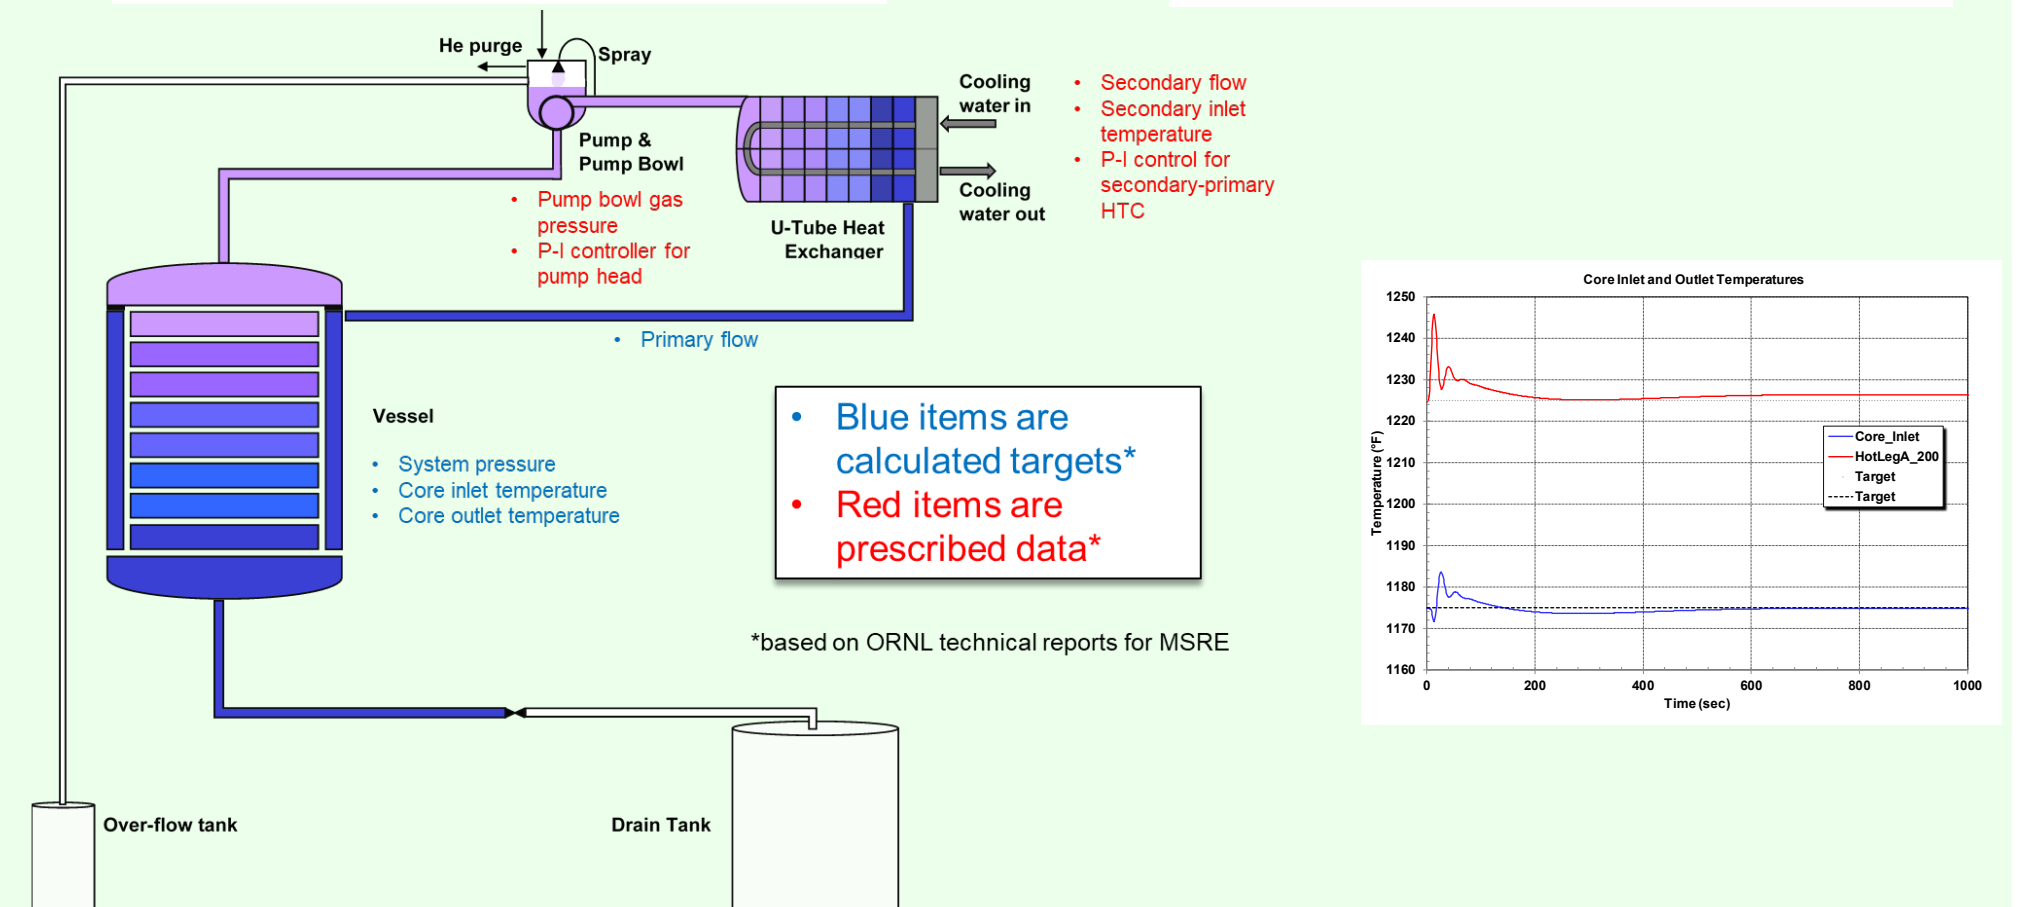 He purge
Spray
Pump &
Pump Bowl
• Pump bowl gas
pressure
• P-I controller for
pump head
Cooling
water in
Cooling
water out
U-Tube Heat
Exchanger
• Secondary flow
• Secondary inlet
temperature
• P-I control for
secondary-primary
HTC
• Primary flow
Vessel
• System pressure
• Core inlet temperature
• Core outlet temperature
• Blue items are
calculated targets*
• Red items are
prescribed data*
*based on ORNL technical reports for MSRE
Over-flow tank
Drain Tank
Core Inlet and Outlet Temperatures
Temperature (°F)
1250
1240
1230
1220
1210
1200
1190
1180
1170
1160
Core_Inlet
HotLegA_200
Target
Target
0 200 400 600 800 1000
Time (sec)